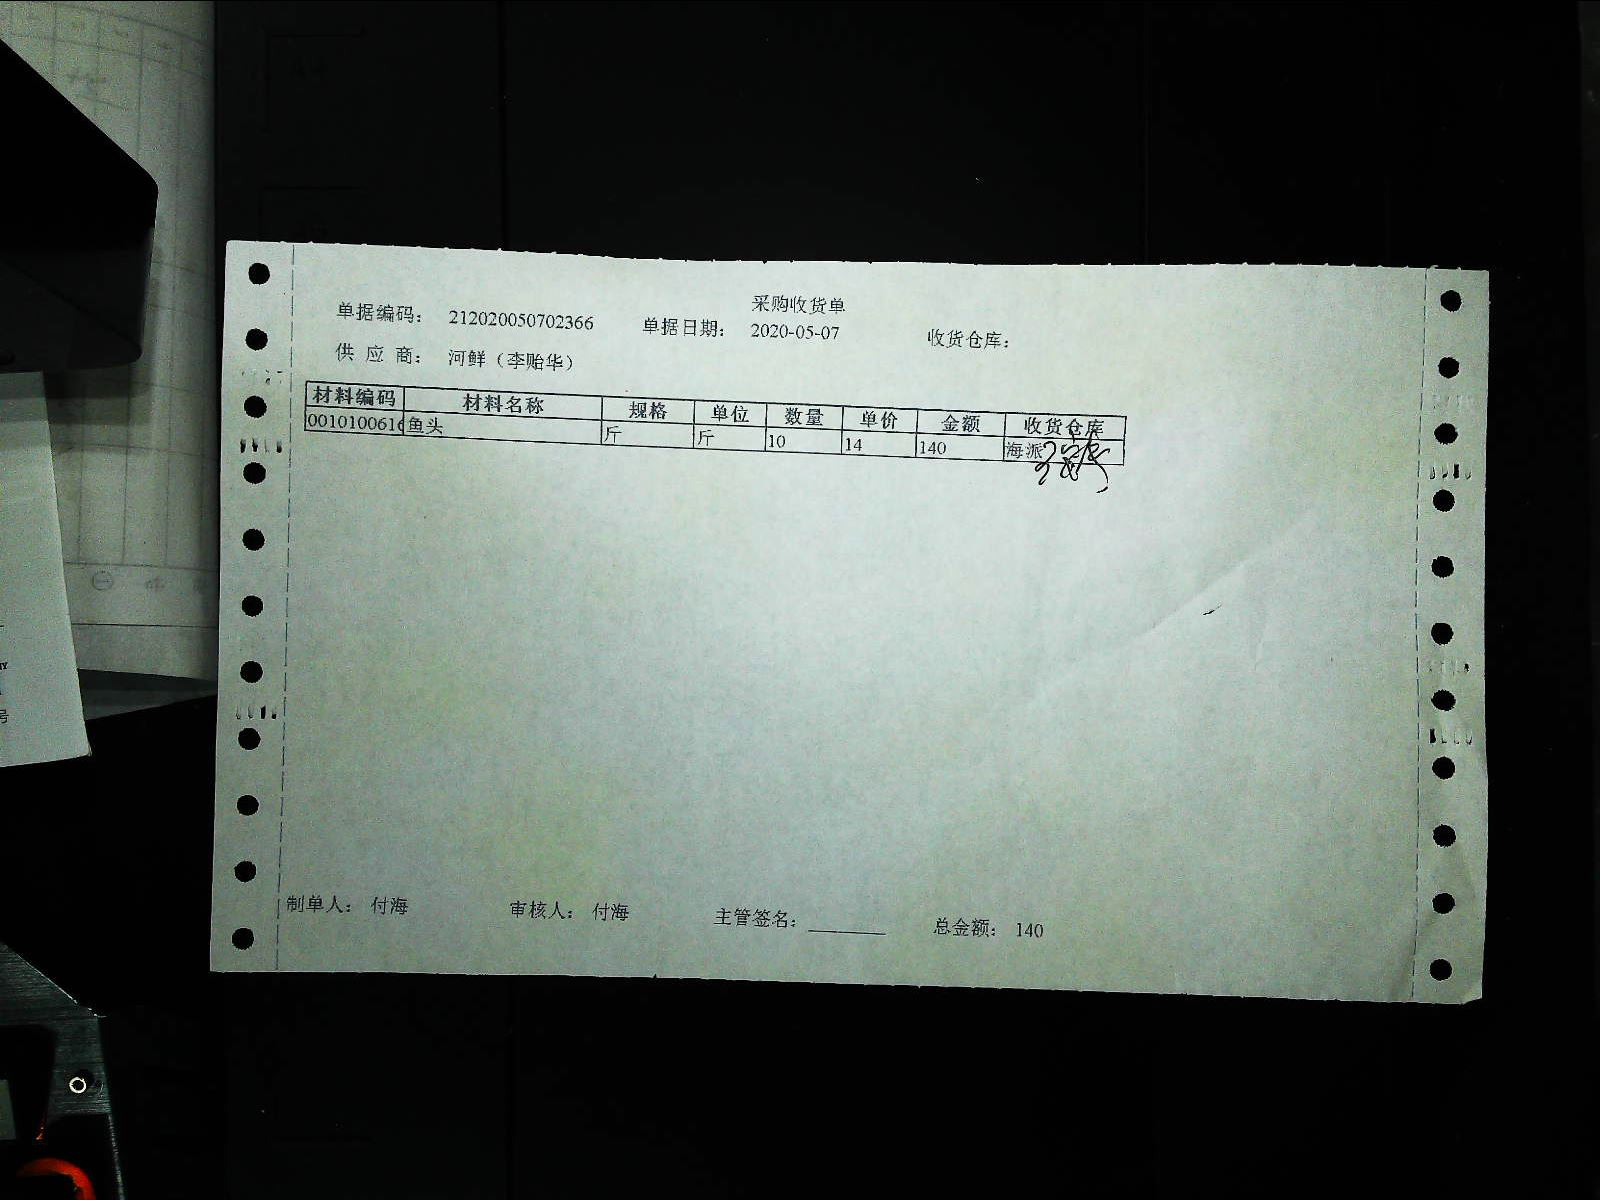 采购收货单
单据编码： 212020050702366 单据日期： 2020-05-07 收货仓库：
供 应 商： 河鲜（李贻华）
材料编码 材料名称 规格 单位 数量 单价 金额 收货仓库
0010100616 鱼头 斤 斤 10 14 140 海派
制单人： 付海 审核人： 付海 主管签名： ________ 总金额： 140
号